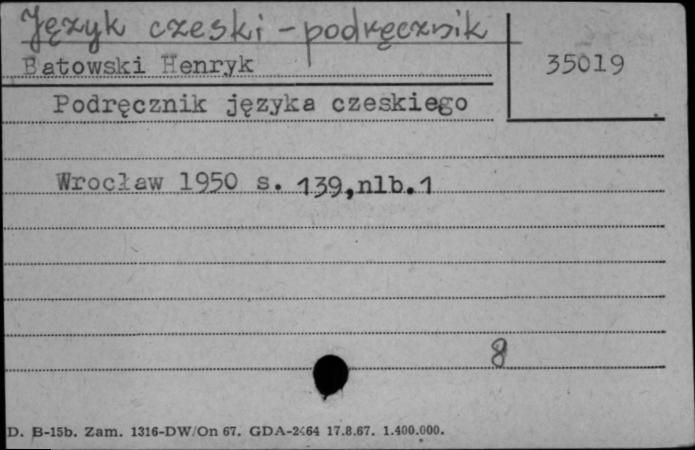 Język czeski - podręcznik
Batowski Henryk
35019
Podręcznik języka czeskiego
Wrocław 1950 s. 139,nlb.1
8
D. B-15b. Zam. 1316-DW/On 67. GDA-2464 17.8.67. 1.400.000.